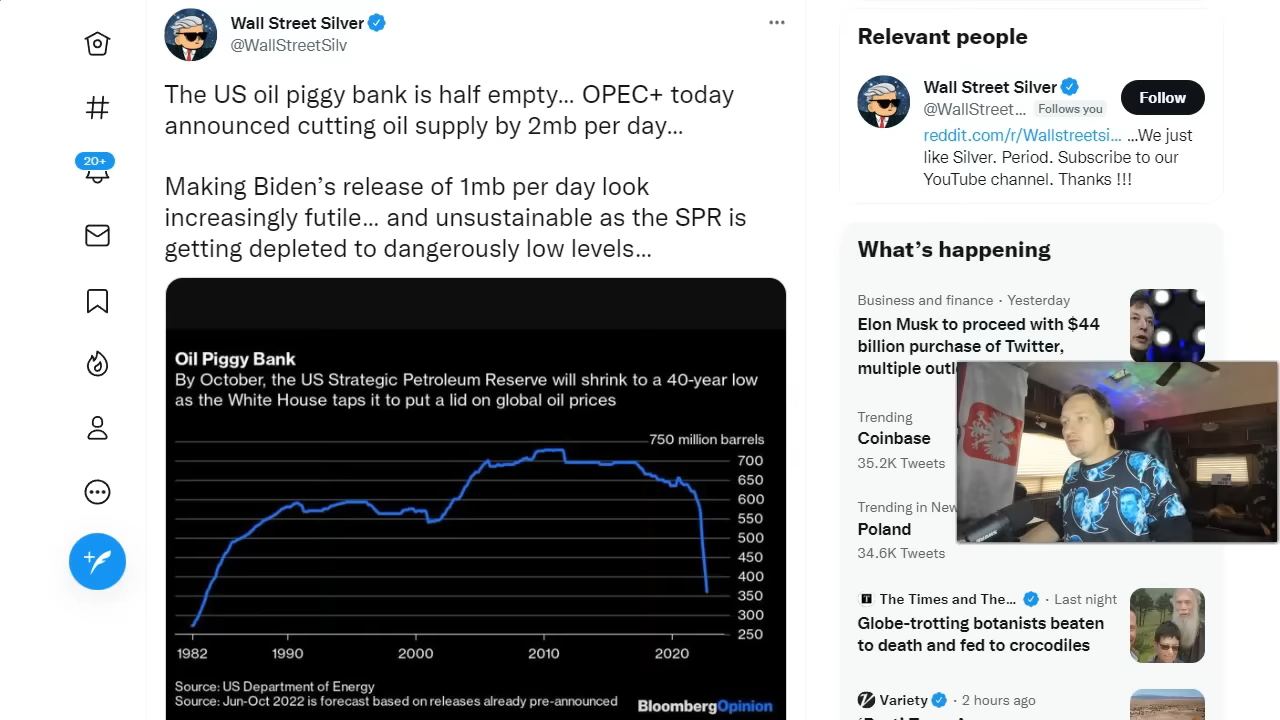 Wall Street Silver
@WallStreetSilv
The US oil piggy bank is half empty... OPEC+ today
announced cutting oil supply by 2mb per day...
Making Biden's release of 1mb per day look
increasingly futile... and unsustainable as the SPR is
getting depleted to dangerously low levels...
Oil Piggy Bank
By October, the US Strategic Petroleum Reserve will shrink to a 40-year low
as the White House taps it to put a lid on global oil prices
750 million barrels
700
650
600
550
500
450
400
350
300
250
1982
1990
2000
2010
2020
Source: US Department of Energy
Source: Jun-Oct 2022 is forecast based on releases already pre-announced
BloombergOpinion
20+
Relevant people
Wall Street Silver
@WallStreet...
Follows you
Follow
reddit.com/r/Wallstreetsi... ...We just
like Silver. Period. Subscribe to our
YouTube channel. Thanks !!!
What's happening
Business and finance · Yesterday
Elon Musk to proceed with $44
billion purchase of Twitter,
multiple
Trending
Coinbase
35.2K Tweets
Trending in
Poland
34.6K Tweets
The Times and The... · Last night
Globe-trotting botanists beaten
to death and fed to crocodiles
Variety · 2 hours ago